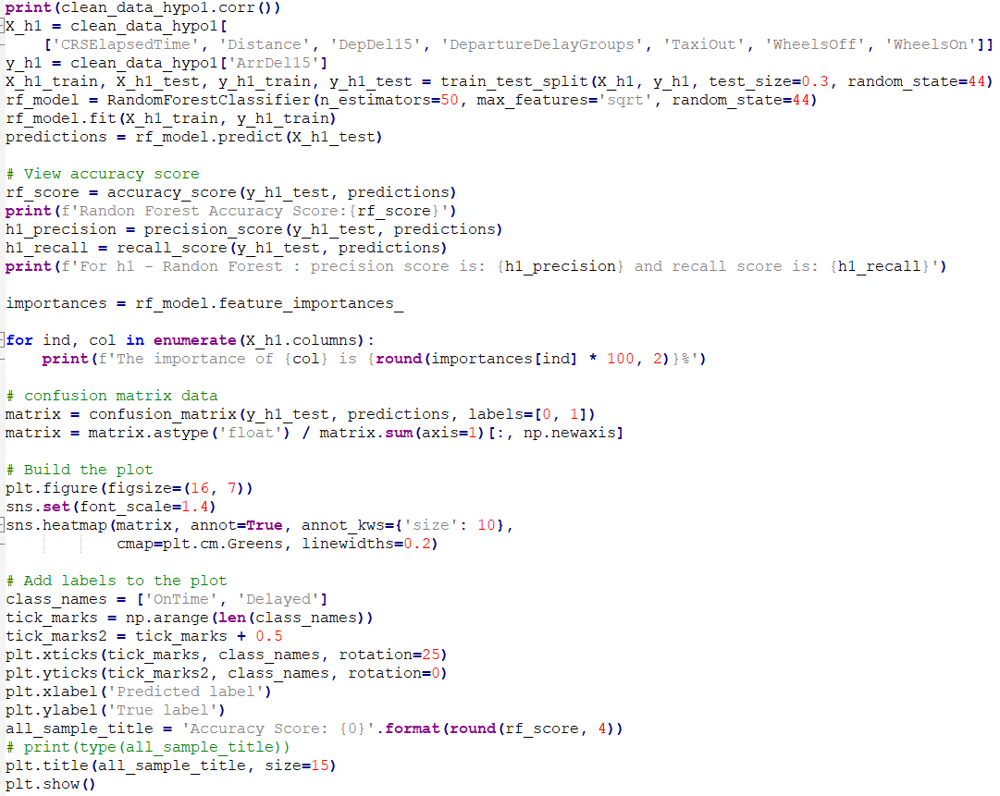 print(clean_data_hypo1.corr())
X_h1 = clean_data_hypo1[
    ['CRSElapsedTime', 'Distance', 'DepDel15', 'DepartureDelayGroups', 'TaxiOut', 'WheelsOff', 'WheelsOn']]
y_h1 = clean_data_hypo1['ArrDel15']
X_h1_train, X_h1_test, y_h1_train, y_h1_test = train_test_split(X_h1, y_h1, test_size=0.3, random_state=44)
rf_model = RandomForestClassifier(n_estimators=50, max_features='sqrt', random_state=44)
rf_model.fit(X_h1_train, y_h1_train)
predictions = rf_model.predict(X_h1_test)

# View accuracy score
rf_score = accuracy_score(y_h1_test, predictions)
print(f'Randon Forest Accuracy Score:{rf_score}')
h1_precision = precision_score(y_h1_test, predictions)
h1_recall = recall_score(y_h1_test, predictions)
print(f'For h1 - Randon Forest : precision score is: {h1_precision} and recall score is: {h1_recall}')

importances = rf_model.feature_importances_

for ind, col in enumerate(X_h1.columns):
    print(f'The importance of {col} is {round(importances[ind] * 100, 2)}%')

# confusion matrix data
matrix = confusion_matrix(y_h1_test, predictions, labels=[0, 1])
matrix = matrix.astype('float') / matrix.sum(axis=1)[:, np.newaxis]

# Build the plot
plt.figure(figsize=(16, 7))
sns.set(font_scale=1.4)
sns.heatmap(matrix, annot=True, annot_kws={'size': 10},
            cmap=plt.cm.Greens, linewidths=0.2)

# Add labels to the plot
class_names = ['OnTime', 'Delayed']
tick_marks = np.arange(len(class_names))
tick_marks2 = tick_marks + 0.5
plt.xticks(tick_marks, class_names, rotation=25)
plt.yticks(tick_marks2, class_names, rotation=0)
plt.xlabel('Predicted label')
plt.ylabel('True label')
all_sample_title = 'Accuracy Score: {0}'.format(round(rf_score, 4))
# print(type(all_sample_title))
plt.title(all_sample_title, size=15)
plt.show()